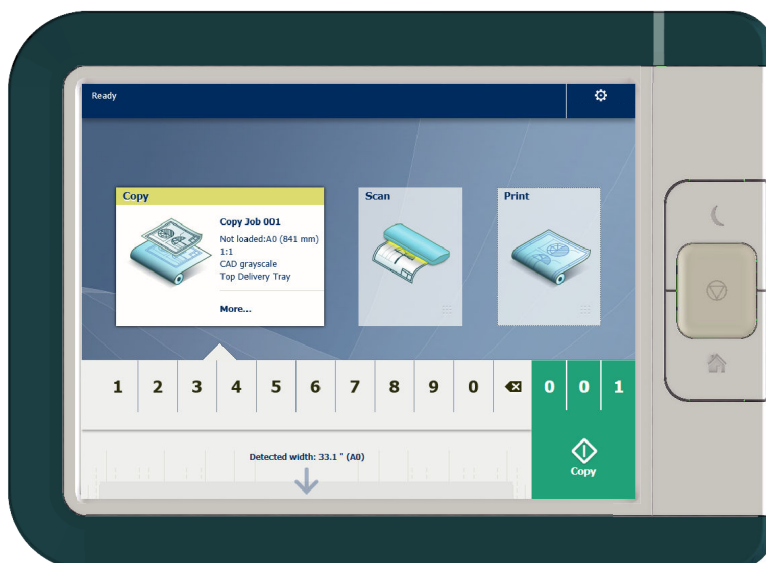 Ready
Copy
Copy Job 001
Not loaded:A0 (841 mm)
1:1
CAD grayscale
Top Delivery Tray
More...
Scan
Print
1 2 3 4 5 6 7 8 9 0 0 0 1
Detected width: 33.1 " (A0)
Copy